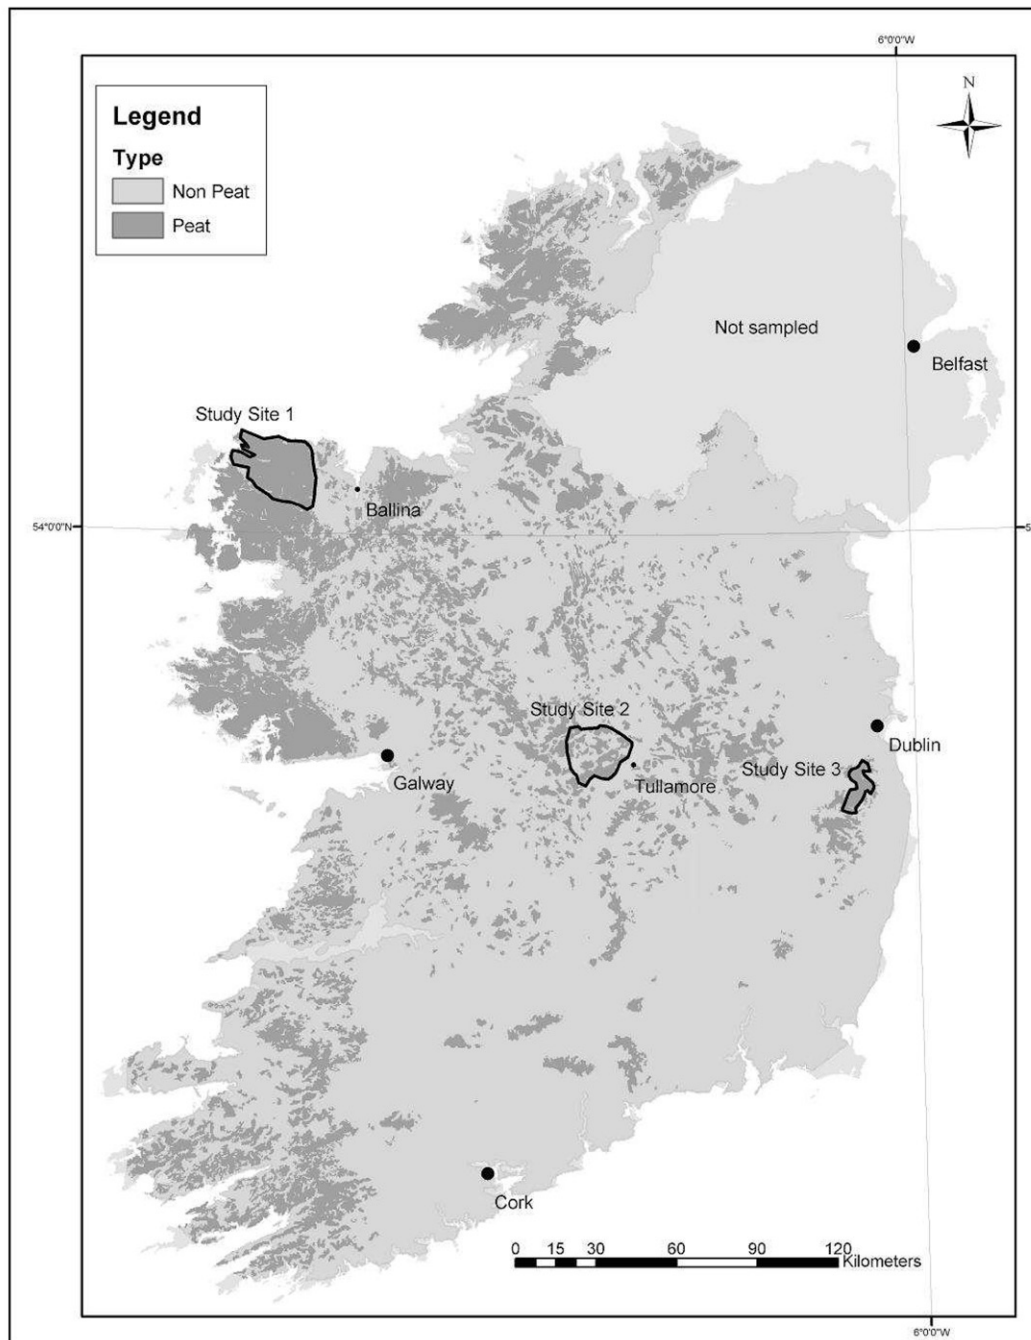 6°0'0"W
N
Legend
Type
Non Peat
Peat
Not sampled
Belfast
Study Site 1
Ballina
54°0'0"N
5
Study Site 2
Dublin
Galway
Tullamore
Study Site 3
Cork
0 15 30 60 90 120
Kilometers
6°0'0"W